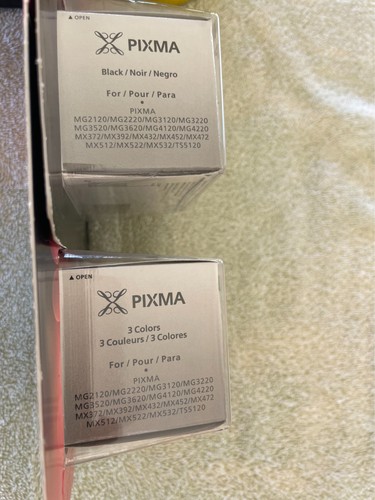 ▲ OPEN
PIXMA
Black / Noir / Negro
For / Pour / Para
•
PIXMA
MG2120/MG2220/MG3120/MG3220
MG3520/MG3620/MG4120/MG4220
MX372/MX392/MX432/MX452/MX472
MX512/MX522/MX532/TS5120
▲ OPEN
PIXMA
3 Colors
3 Couleurs / 3 Colores
For / Pour / Para
•
PIXMA
MG2120/MG2220/MG3120/MG3220
MG3520/MG3620/MG4120/MG4220
MX372/MX392/MX432/MX452/MX472
MX512/MX522/MX532/TS5120